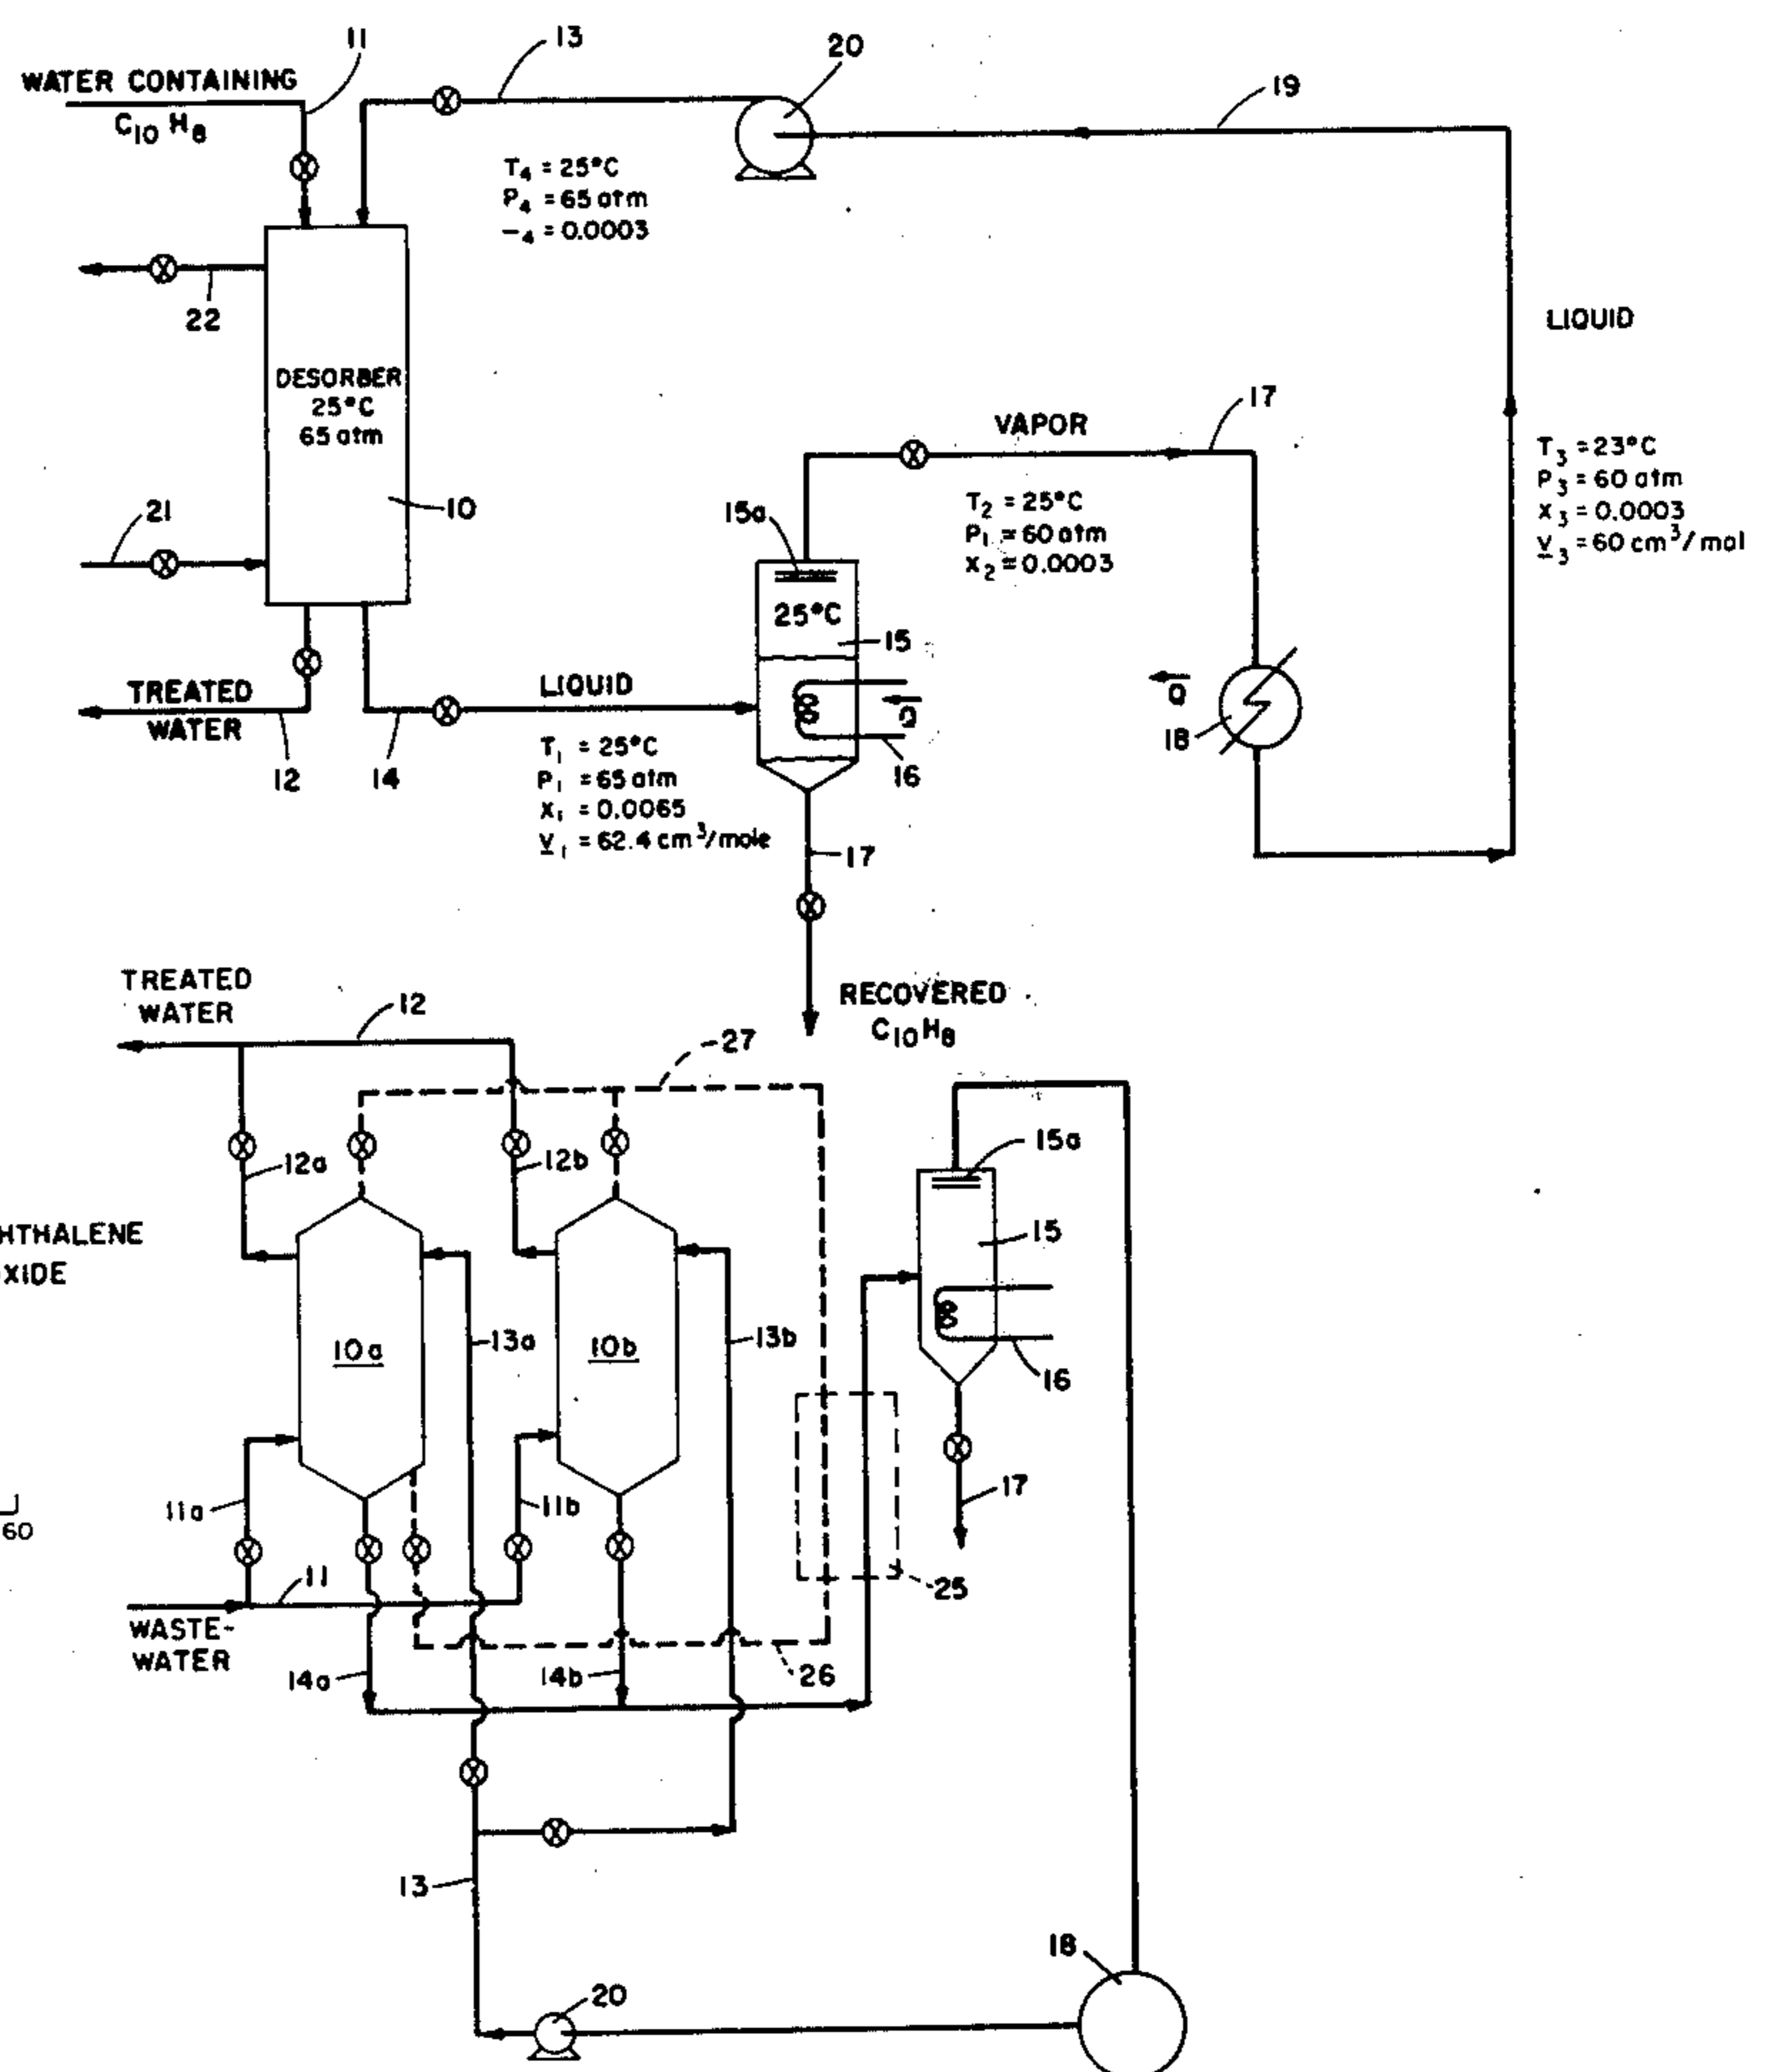 11
13
20
19
WATER CONTAINING
C10 H8
T4 = 25°C
P4 = 65 atm
–4 = 0.0003
22
DESORBER
25°C
65 atm
10
21
LIQUID
VAPOR
17
T3 = 23°C
P3 = 60 atm
x3 = 0.0003
v3 = 60 cm3/mol
15a
T2 = 25°C
P1 = 60 atm
x2 = 0.0003
25°C
15
LIQUID
Q
Q
18
TREATED
WATER
12
14
16
T1 = 25°C
P1 = 65 atm
x1 = 0.0065
v1 = 62.4 cm3/mole
17
RECOVERED
C10H8
TREATED
WATER
12
27
15a
12a
12b
HTHALENE
OXIDE
15
10a
13a
10b
13b
16
11a
11b
17
60
11
25
WASTE-
WATER
14a
14b
26
13
18
20